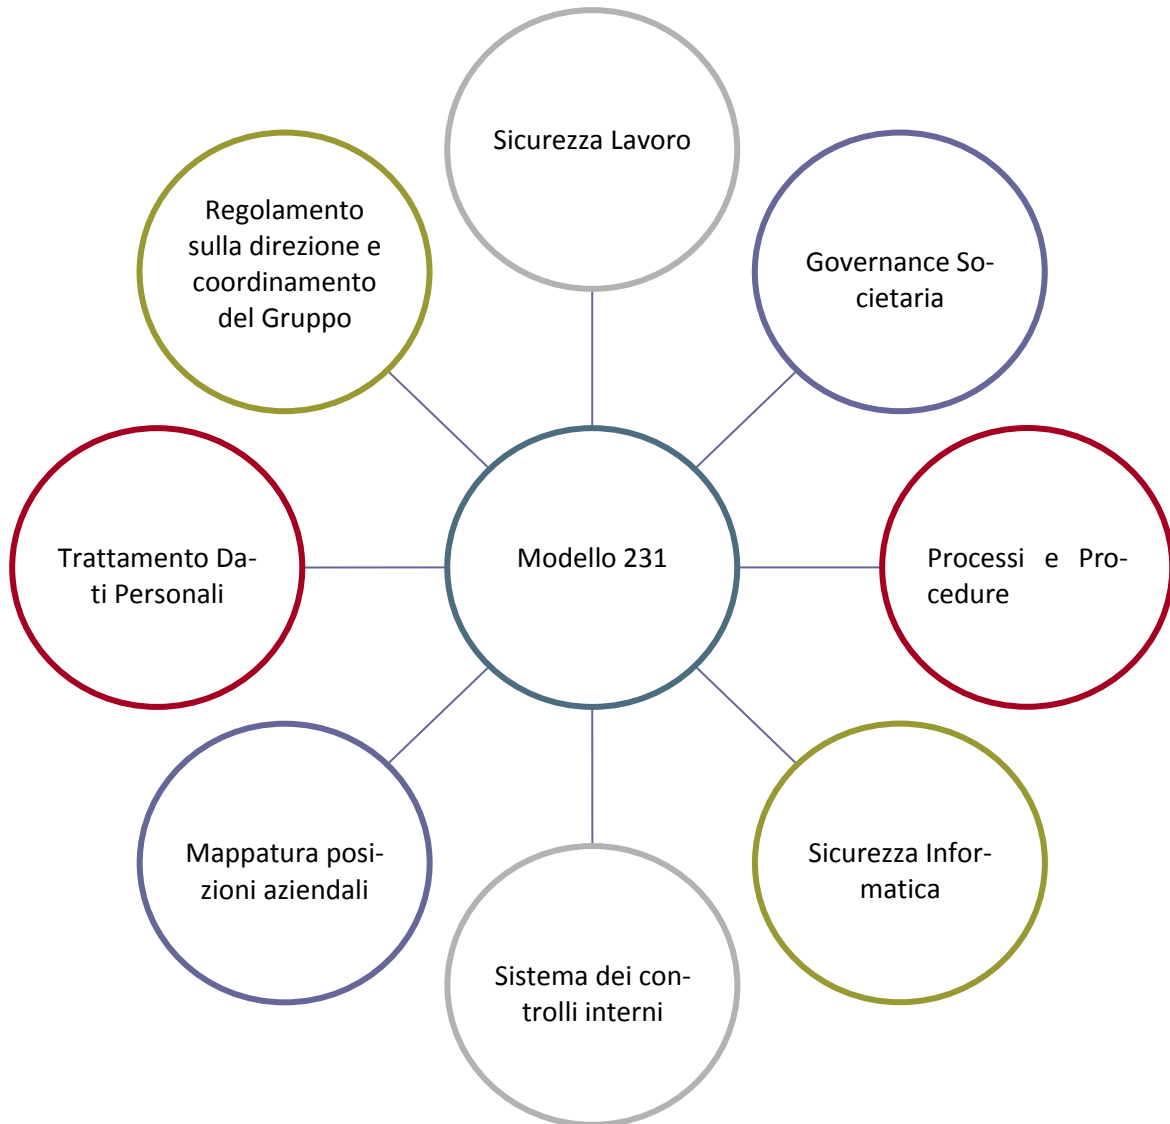 Sicurezza Lavoro
Regolamento
sulla direzione e
coordinamento
del Gruppo
Governance So-
cietaria
Trattamento Da-
ti Personali
Modello 231
Processi e Pro-
cedure
Mappatura posi-
zioni aziendali
Sicurezza Infor-
matica
Sistema dei con-
trolli interni